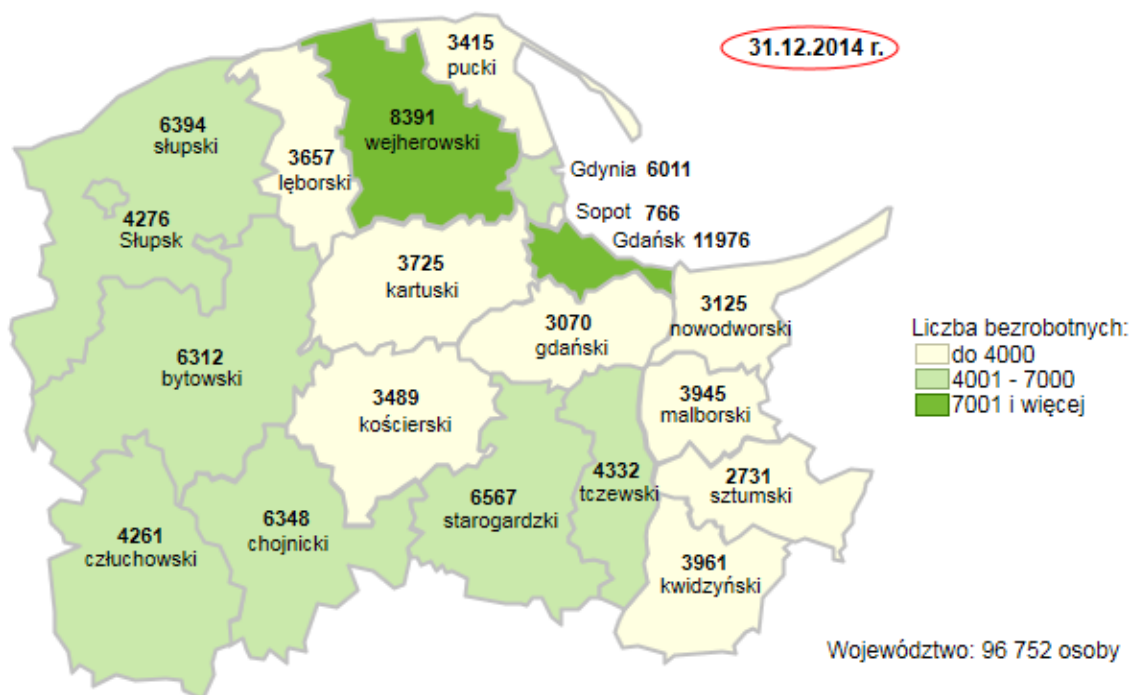 31.12.2014 r.
3415
pucki
8391
wejherowski
6394
słupski
3657
lęborski
Gdynia 6011
4276
Słupsk
Sopot 766
Gdańsk 11976
3725
kartuski
3125
nowodworski
3070
gdański
Liczba bezrobotnych:
do 4000
4001 - 7000
7001 i więcej
6312
bytowski
3489
kościerski
3945
malborski
4332
tczewski
2731
sztumski
6567
starogardzki
6348
chojnicki
4261
człuchowski
3961
kwidzyński
Województwo: 96 752 osoby